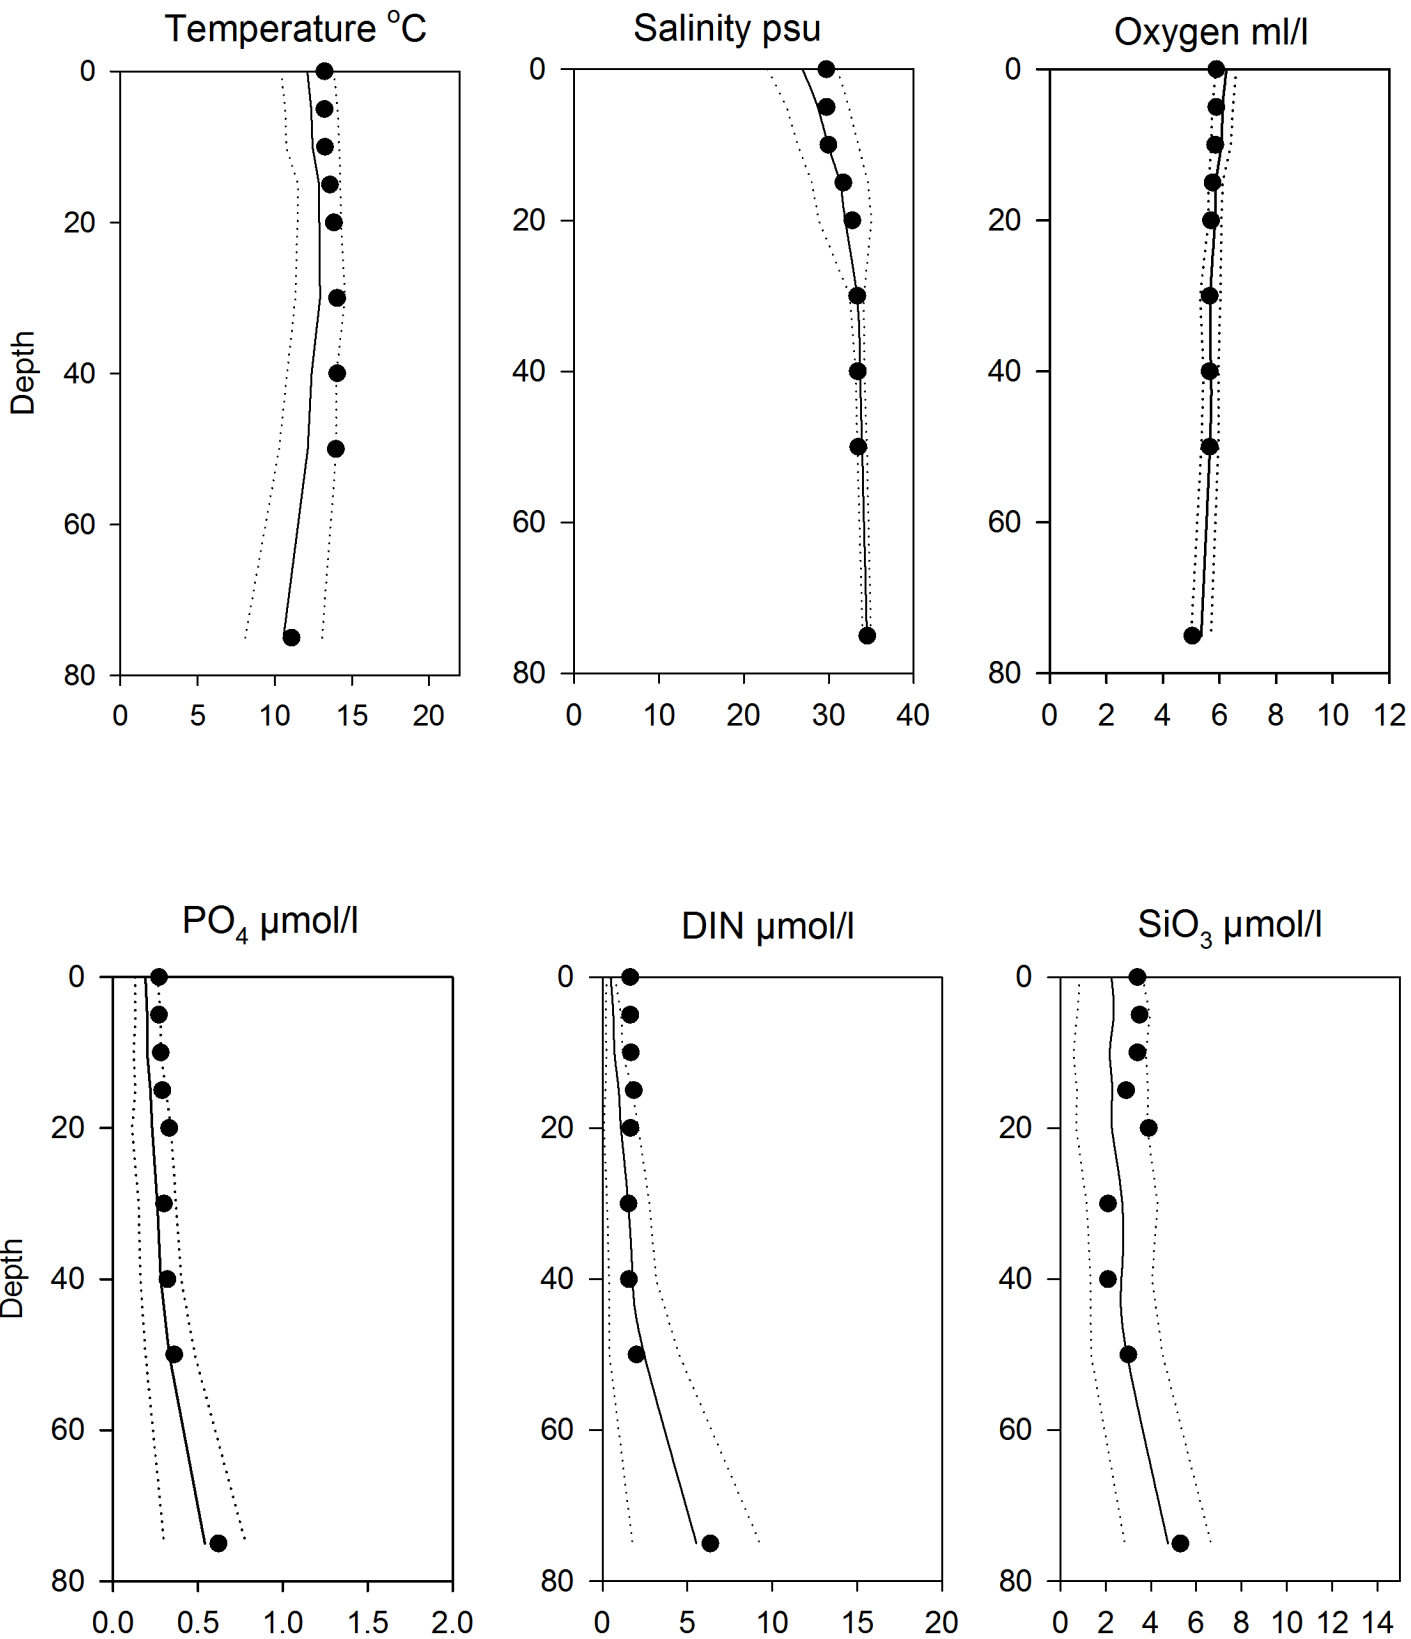 Temperature °C
Salinity psu
Oxygen ml/l
0
20
40
60
80
Depth
0 5 10 15 20
0
20
40
60
80
0 10 20 30 40
0
20
40
60
80
0 2 4 6 8 10 12
PO4 µmol/l
DIN µmol/l
SiO3 µmol/l
0
20
40
60
80
Depth
0.0 0.5 1.0 1.5 2.0
0
20
40
60
80
0 5 10 15 20
0
20
40
60
80
0 2 4 6 8 10 12 14